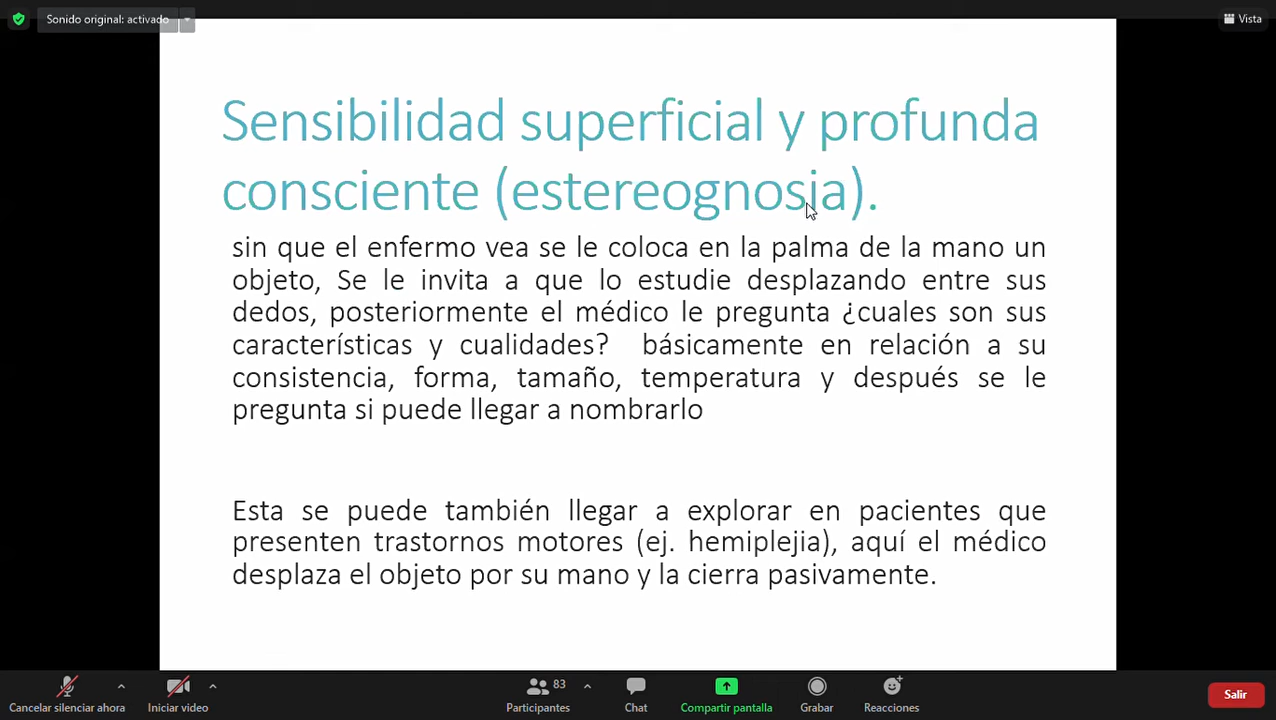 Sonido original: activado
Vista
Sensibilidad superficial y profunda
consciente (estereognosia).
sin que el enfermo vea se le coloca en la palma de la mano un
objeto, Se le invita a que lo estudie desplazando entre sus
dedos, posteriormente el médico le pregunta ¿cuales son sus
características y cualidades? básicamente en relación a su
consistencia, forma, tamaño, temperatura y después se le
pregunta si puede llegar a nombrarlo
Esta se puede también llegar a explorar en pacientes que
presenten trastornos motores (ej. hemiplejia), aquí el médico
desplaza el objeto por su mano y la cierra pasivamente.
83
Cancelar silenciar ahora
Iniciar video
Participantes
Chat
Compartir pantalla
Grabar
Reacciones
Salir